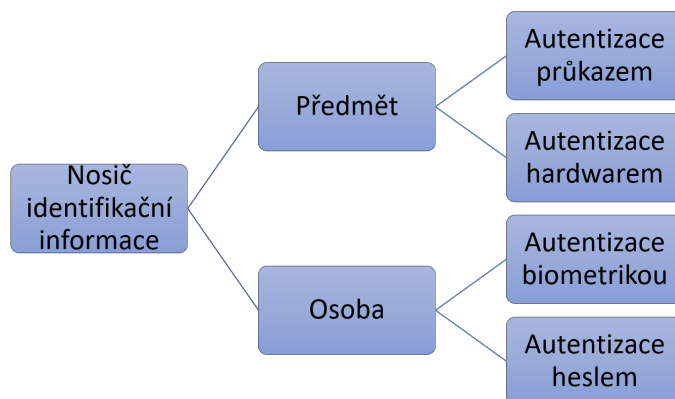 Nosič
identifikační
informace
Předmět
Autentizace
průkazem
Autentizace
hardwarem
Osoba
Autentizace
biometrikou
Autentizace
heslem